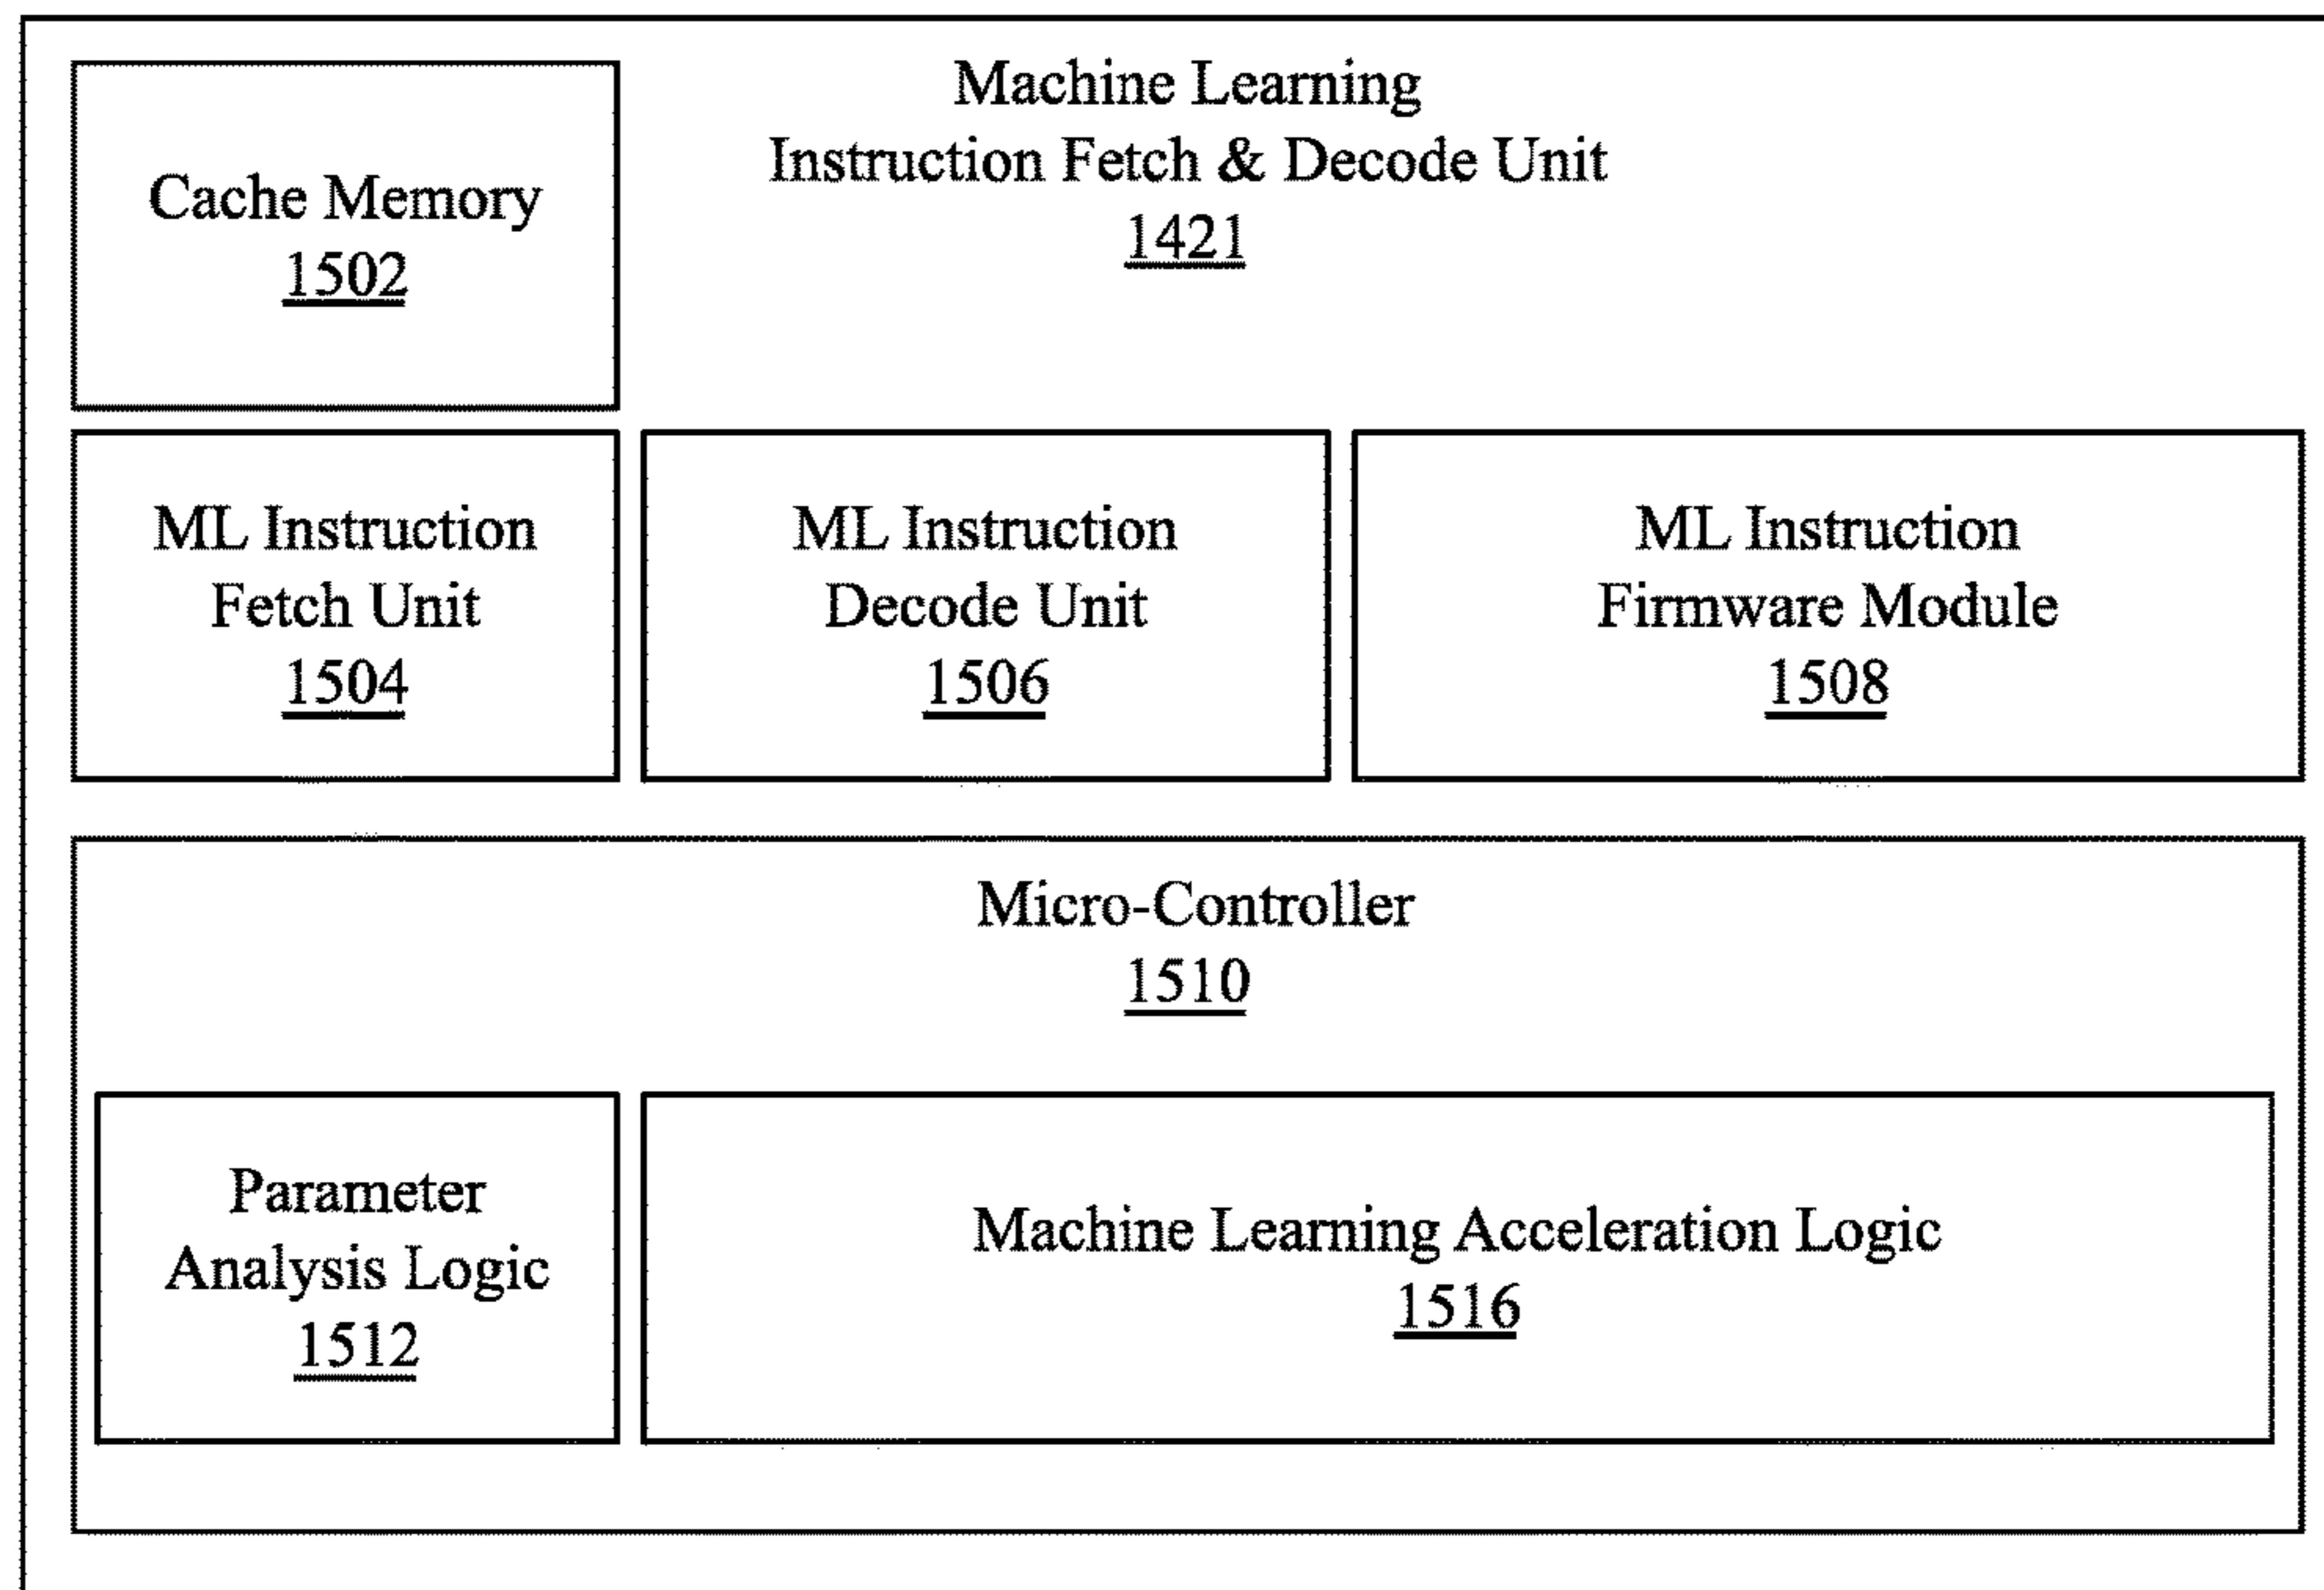 Machine Learning
Instruction Fetch & Decode Unit
1421
Cache Memory
1502
ML Instruction
Fetch Unit
1504
ML Instruction
Decode Unit
1506
ML Instruction
Firmware Module
1508
Micro-Controller
1510
Parameter
Analysis Logic
1512
Machine Learning Acceleration Logic
1516